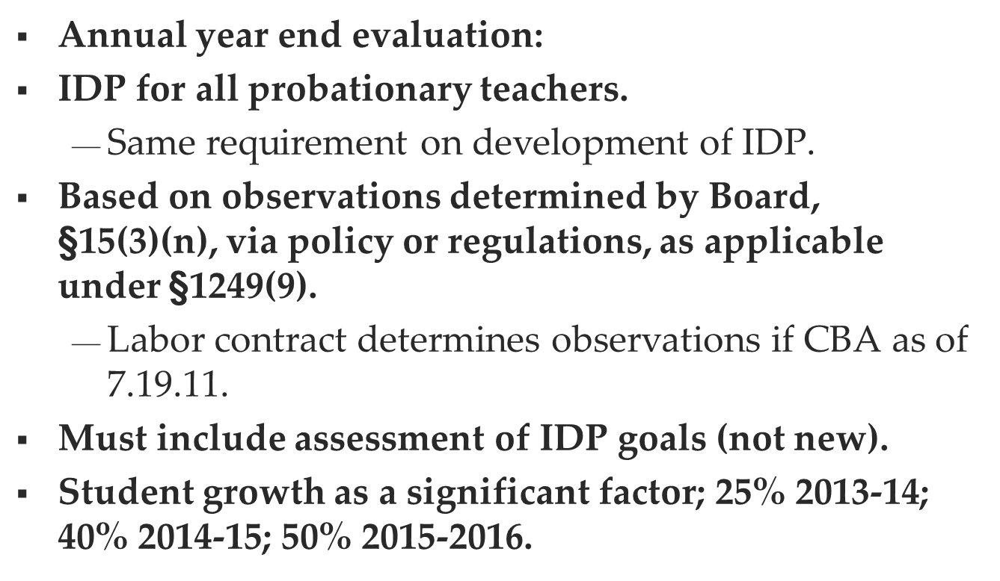 ▪ Annual year end evaluation:
▪ IDP for all probationary teachers.
— Same requirement on development of IDP.
▪ Based on observations determined by Board,
§15(3)(n), via policy or regulations, as applicable
under §1249(9).
— Labor contract determines observations if CBA as of
7.19.11.
▪ Must include assessment of IDP goals (not new).
▪ Student growth as a significant factor; 25% 2013-14;
40% 2014-15; 50% 2015-2016.